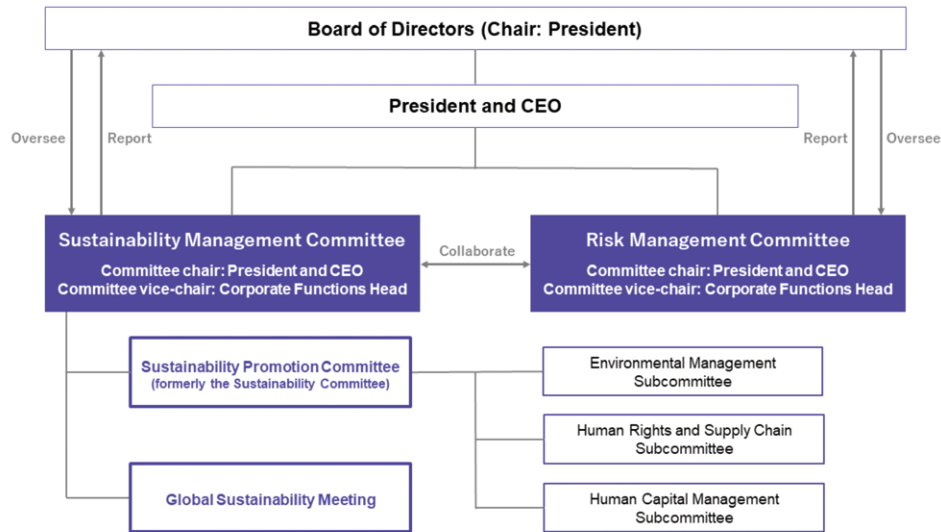 Board of Directors (Chair: President)
President and CEO
Oversee
Report
Report
Oversee
Sustainability Management Committee
Committee chair: President and CEO
Committee vice-chair: Corporate Functions Head
Collaborate
Risk Management Committee
Committee chair: President and CEO
Committee vice-chair: Corporate Functions Head
Sustainability Promotion Committee
(formerly the Sustainability Committee)
Environmental Management
Subcommittee
Human Rights and Supply Chain
Subcommittee
Global Sustainability Meeting
Human Capital Management
Subcommittee